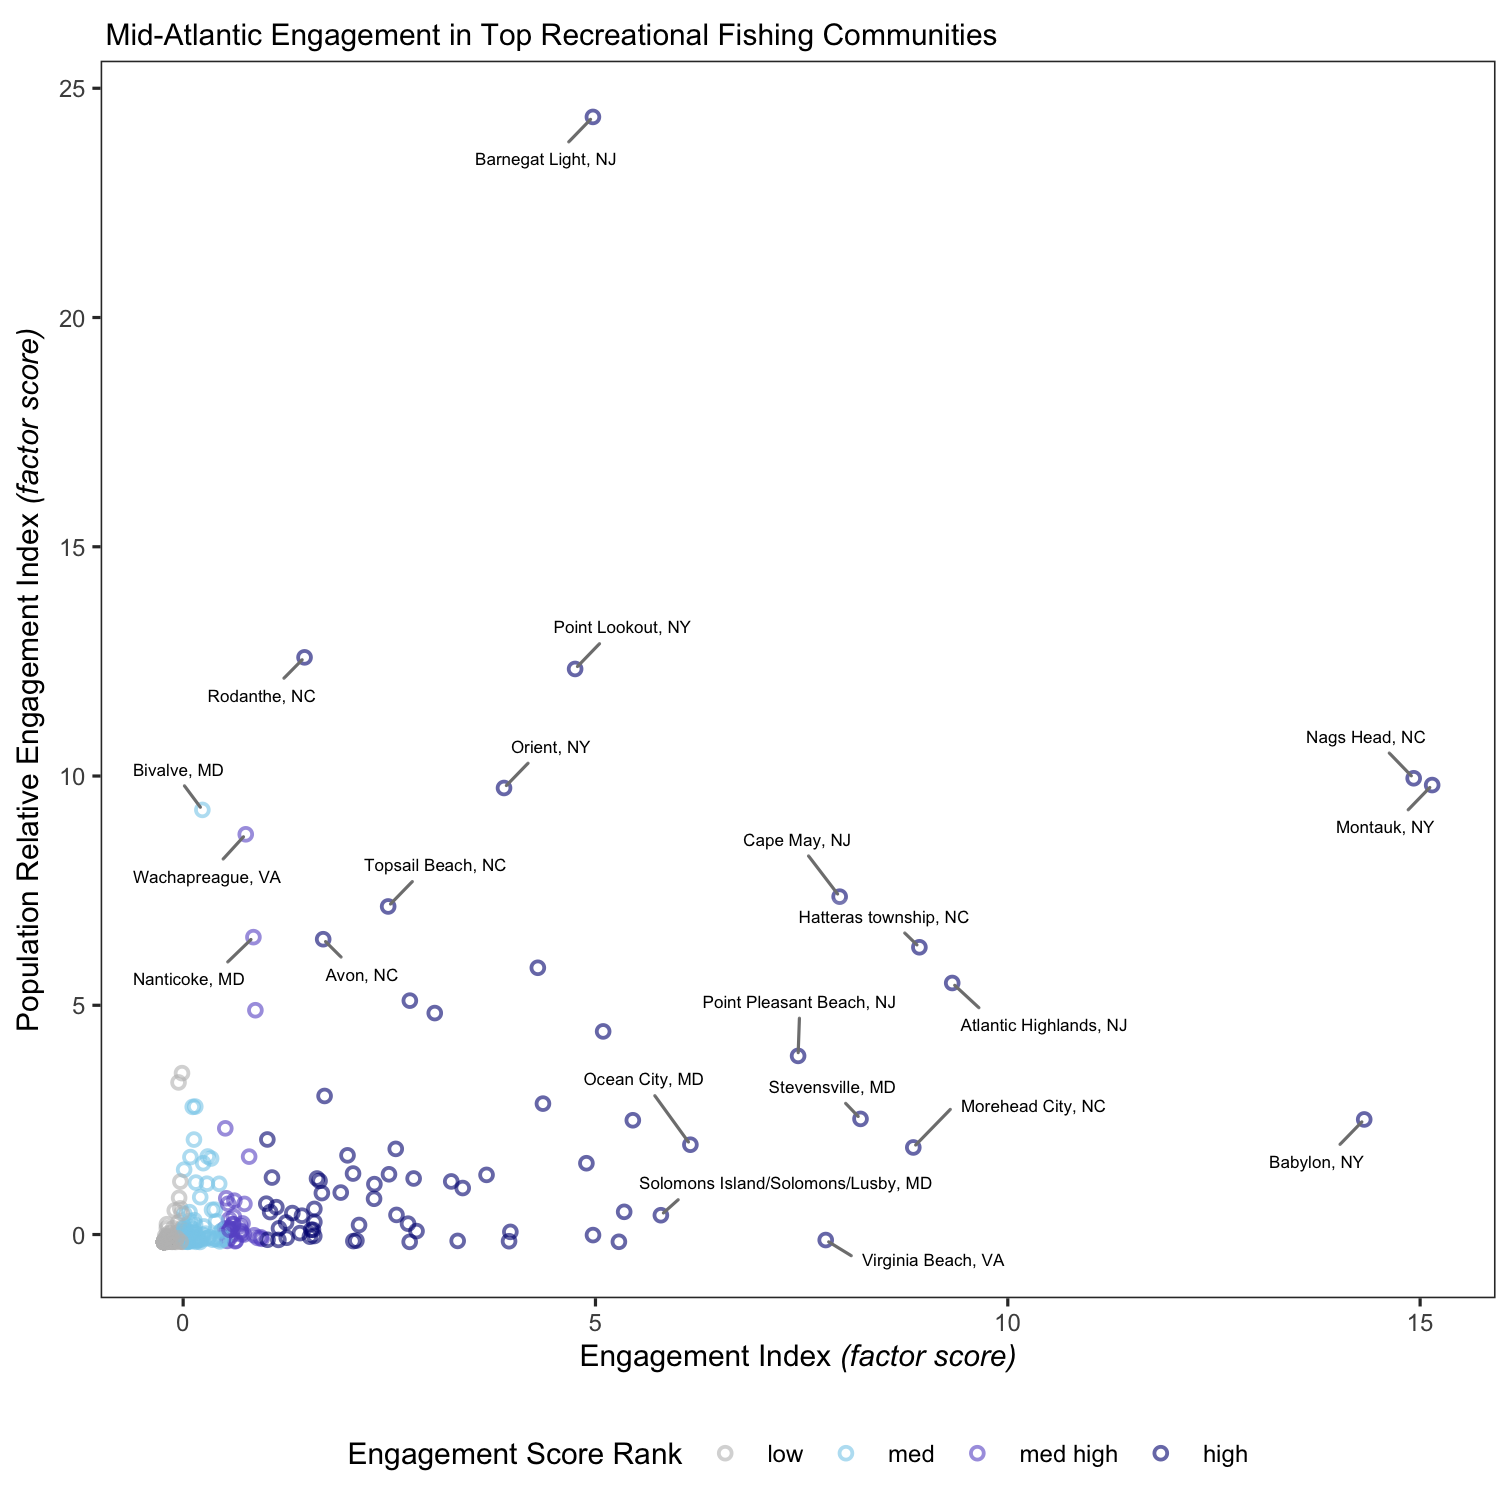 Mid-Atlantic Engagement in Top Recreational Fishing Communities
25
Barnegat Light, NJ
20
15
Point Lookout, NY
Rodanthe, NC
Nags Head, NC
Orient, NY
Bivalve, MD
10
Montauk, NY
Cape May, NJ
Topsail Beach, NC
Wachapreague, VA
Hatteras township, NC
Avon, NC
Nanticoke, MD
Point Pleasant Beach, NJ
5
Atlantic Highlands, NJ
Ocean City, MD
Stevensville, MD
Morehead City, NC
Babylon, NY
Solomons Island/Solomons/Lusby, MD
0
Virginia Beach, VA
Population Relative Engagement Index (factor score)
0 5 10 15
Engagement Index (factor score)
Engagement Score Rank low med med high high